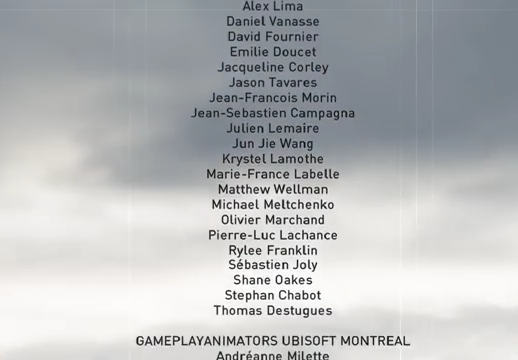 Alex Lima
Daniel Vanasse
David Fournier
Emilie Doucet
Jacqueline Corley
Jason Tavares
Jean-Francois Morin
Jean-Sebastien Campagna
Julien Lemaire
Jun Jie Wang
Krystel Lamothe
Marie-France Labelle
Matthew Wellman
Michael Meltchenko
Olivier Marchand
Pierre-Luc Lachance
Rylee Franklin
Sébastien Joly
Shane Oakes
Stephan Chabot
Thomas Destugues
GAMEPLAYANIMATORS UBISOFT MONTREAL
Andréanne Milette